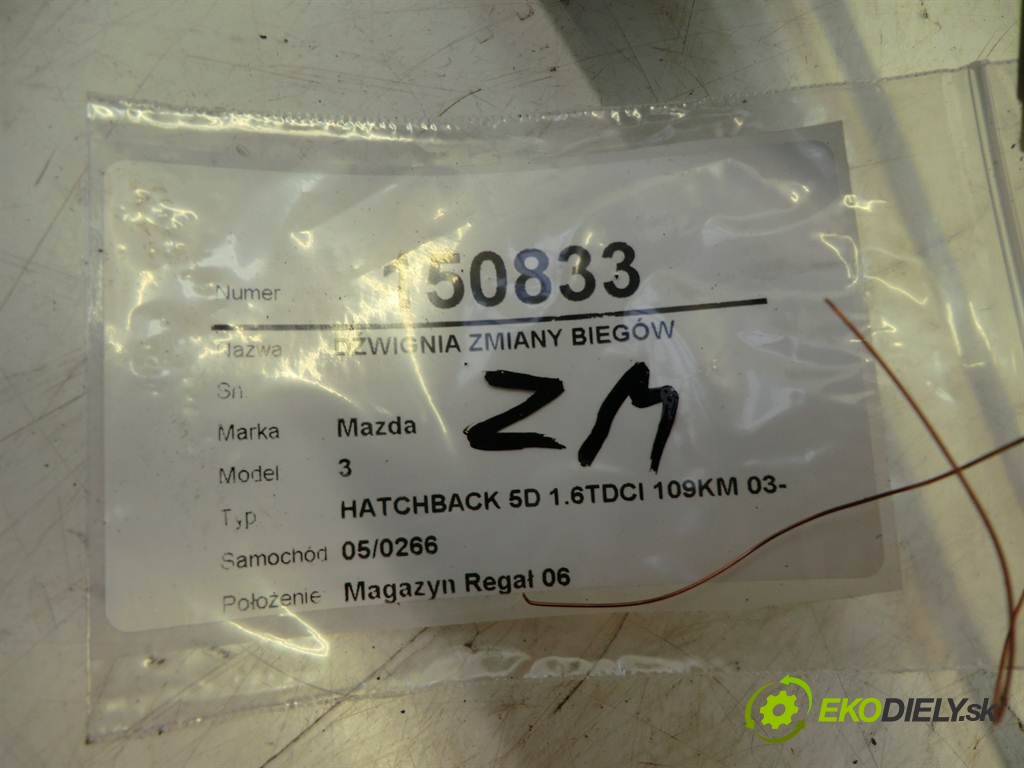 Numer 150833
Nazwa DŹWIGNIA ZMIANY BIEGÓW
Sn.
ZM
Marka Mazda
Model 3
Typ HATCHBACK 5D 1.6TDCI 109KM 03-
Samochód 05/0266
Położenie Magazyn Regał 06
EKODIELY.sk